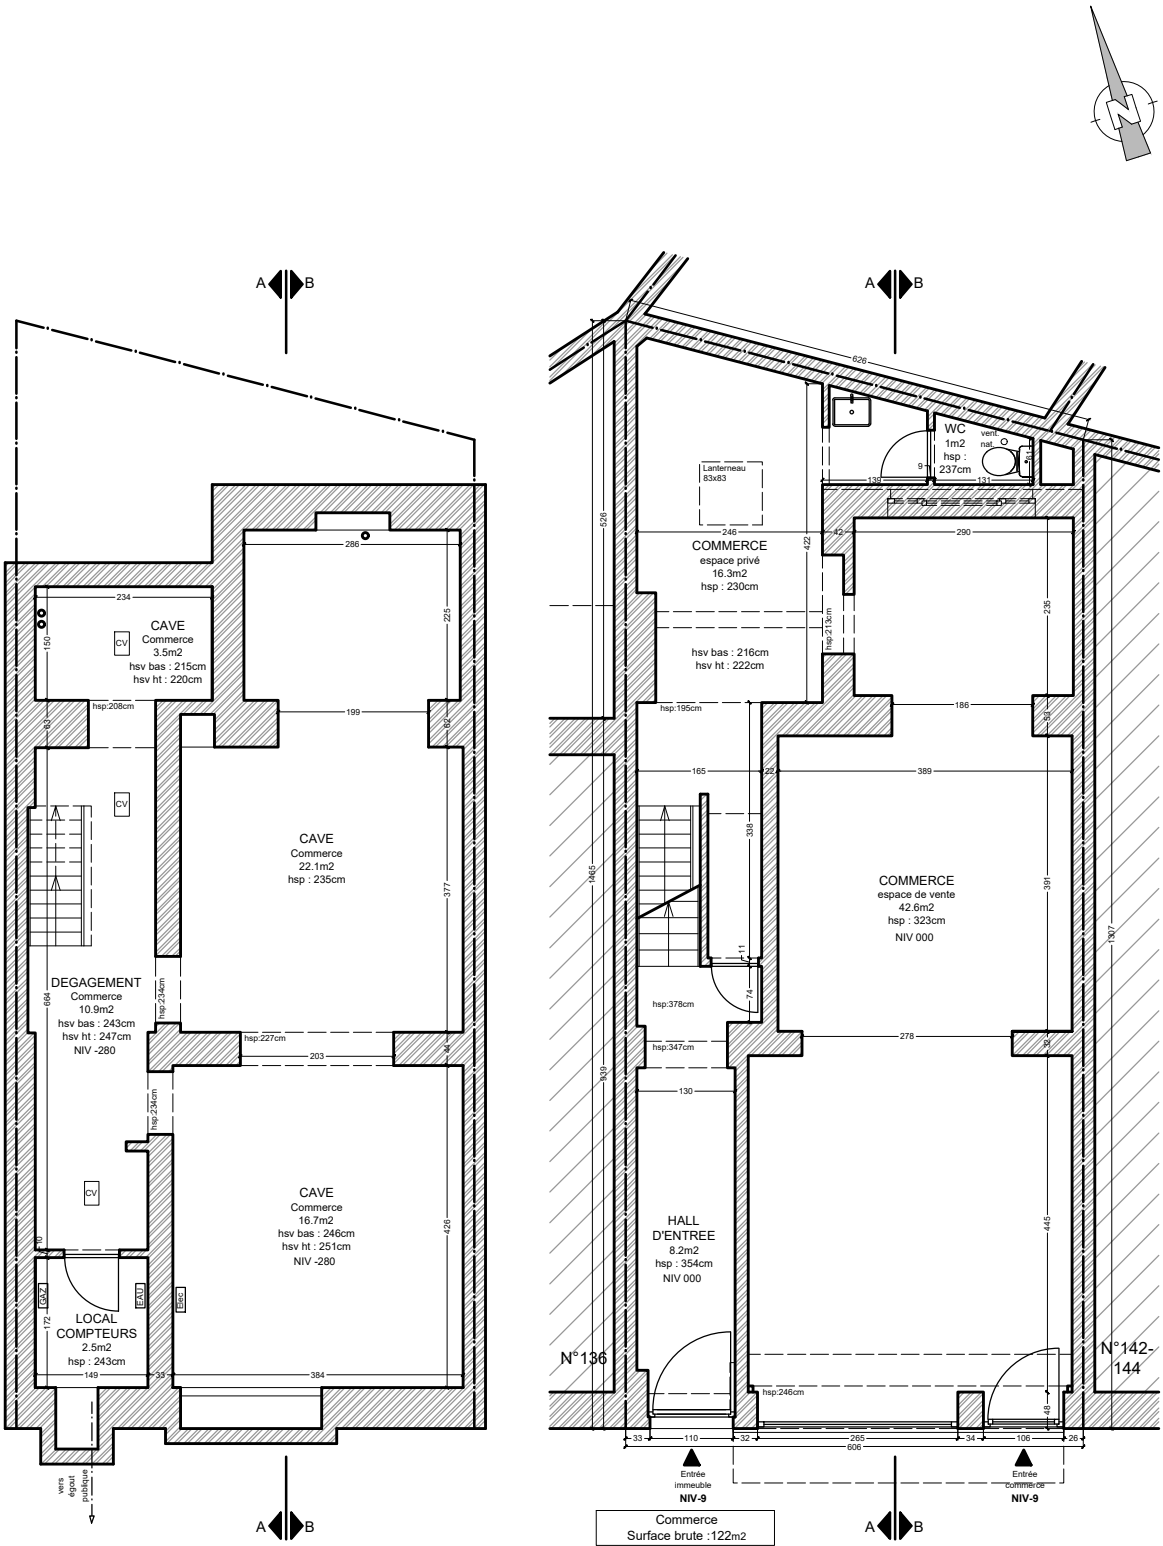 N
A
B
A
B
286
225
234
150
CAVE
Commerce
3.5m2
hsv bas : 215cm
hsv ht : 220cm
CV
hsp:208cm
63
199
62
CV
CAVE
Commerce
22.1m2
hsp : 235cm
377
DEGAGEMENT
Commerce
10.9m2
hsv bas : 243cm
hsv ht : 247cm
NIV -280
664
hsp:234cm
hsp:227cm
203
44
hsp:234cm
CV
CAVE
Commerce
16.7m2
hsv bas : 246cm
hsv ht : 251cm
NIV -280
426
10
GAZ
EAU
Elec
LOCAL
COMPTEURS
2.5m2
hsp : 243cm
172
149
33
384
vers
égout
publique
A
B
626
WC
1m2
hsp :
237cm
vent.
nat.
61
9
139
131
Lanterneau
83x83
526
246
42
290
422
COMMERCE
espace privé
16.3m2
hsp : 230cm
235
hsp:213cm
hsv bas : 216cm
hsv ht : 222cm
hsp:195cm
186
53
165
22
389
338
1465
COMMERCE
espace de vente
42.6m2
hsp : 323cm
NIV 000
391
1307
11
74
hsp:378cm
hsp:347cm
278
32
939
130
HALL
D'ENTREE
8.2m2
hsp : 354cm
NIV 000
445
N°136
N°142-
144
hsp:246cm
48
33
110
32
265
34
106
26
606
Entrée
immeuble
NIV-9
Entrée
commerce
NIV-9
Commerce
Surface brute :122m2
A
B